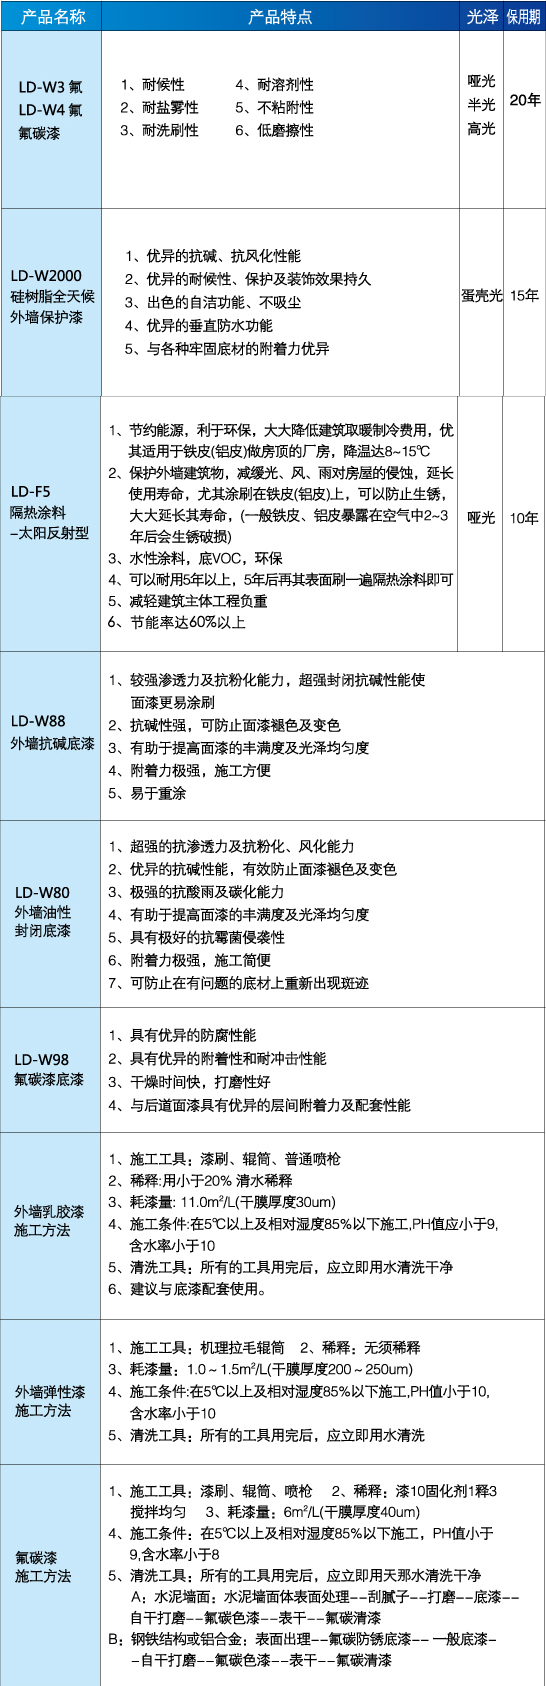 产品名称 产品特点 光泽 保用期
LD-W3 氟
LD-W4 氟
氟碳漆
1、耐候性 4、耐溶剂性
2、耐盐雾性 5、不粘附性
3、耐洗刷性 6、低磨擦性
哑光
半光
高光
20年
LD-W2000
硅树脂全天候
外墙保护漆
1、优异的抗碱、抗风化性能
2、优异的耐候性、保护及装饰效果持久
3、出色的自洁功能、不吸尘
4、优异的垂直防水功能
5、与各种牢固底材的附着力优异
蛋壳光 15年
LD-F5
隔热涂料
-太阳反射型
1、节约能源，利于环保，大大降低建筑取暖制冷费用，优
其适用于铁皮(铝皮)做房顶的厂房，降温达8~15℃
2、保护外墙建筑物，减缓光、风、雨对房屋的侵蚀，延长
使用寿命，尤其涂刷在铁皮(铝皮)上，可以防止生锈，
大大延长其寿命，(一般铁皮、铝皮暴露在空气中2~3
年后会生锈破损)
3、水性涂料，底VOC，环保
4、可以耐用5年以上，5年后再其表面刷一遍隔热涂料即可
5、减轻建筑主体工程负重
6、节能率达60%以上
哑光 10年
LD-W88
外墙抗碱底漆
1、较强渗透力及抗粉化能力，超强封闭抗碱性能使
面漆更易涂刷
2、抗碱性强，可防止面漆褪色及变色
3、有助于提高面漆的丰满度及光泽均匀度
4、附着力极强，施工方便
5、易于重涂
LD-W80
外墙油性
封闭底漆
1、超强的抗渗透力及抗粉化、风化能力
2、优异的抗碱性能，有效防止面漆褪色及变色
3、极强的抗酸雨及碳化能力
4、有助于提高面漆的丰满度及光泽均匀度
5、具有极好的抗霉菌侵袭性
6、附着力极强，施工简便
7、可防止在有问题的底材上重新出现斑迹
LD-W98
氟碳漆底漆
1、具有优异的防腐性能
2、具有优异的附着性和耐冲击性能
3、干燥时间快，打磨性好
4、与后道面漆具有优异的层间附着力及配套性能
外墙乳胶漆
施工方法
1、施工工具：漆刷、辊筒、普通喷枪
2、稀释:用小于20% 清水稀释
3、耗漆量: 11.0m²/L(干膜厚度30um)
4、施工条件:在5℃以上及相对湿度85%以下施工,PH值应小于9,
含水率小于10
5、清洗工具：所有的工具用完后，应立即用水清洗干净
6、建议与底漆配套使用。
外墙弹性漆
施工方法
1、施工工具：机理拉毛辊筒 2、稀释：无须稀释
3、耗漆量：1.0～1.5m²/L(干膜厚度200～250um)
4、施工条件:在5℃以上及相对湿度85%以下施工,PH值小于10,
含水率小于10
5、清洗工具：所有的工具用完后，应立即用水清洗
氟碳漆
施工方法
1、施工工具：漆刷、辊筒、喷枪 2、稀释：漆10固化剂1释3
搅拌均匀 3、耗漆量：6m²/L(干膜厚度40um)
4、施工条件：在5℃以上及相对湿度85%以下施工，PH值小于
9,含水率小于8
5、清洗工具：所有的工具用完后，应立即用天那水清洗干净
A：水泥墙面：水泥墙面体表面处理--刮腻子--打磨--底漆--
自干打磨--氟碳色漆--表干--氟碳清漆
B：钢铁结构或铝合金：表面出理--氟碳防锈底漆-- 一般底漆-
-自干打磨--氟碳色漆--表干--氟碳清漆